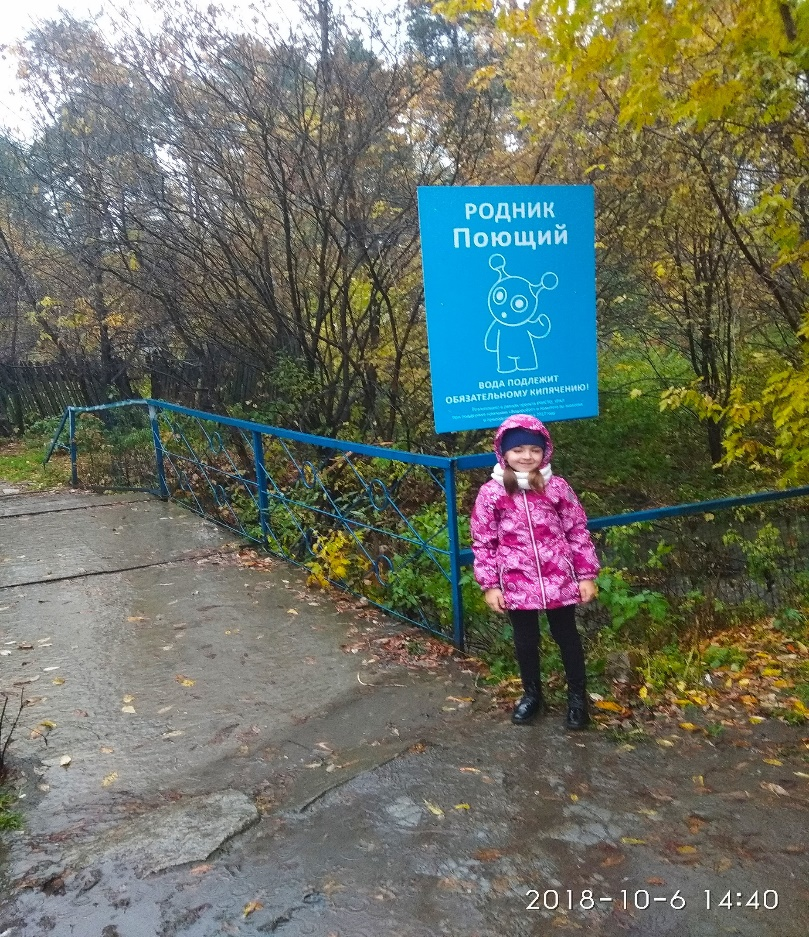 РОДНИК
Поющий
ВОДА ПОДЛЕЖИТ
ОБЯЗАТЕЛЬНОМУ КИПЯЧЕНИЮ!
2018-10-6 14:40